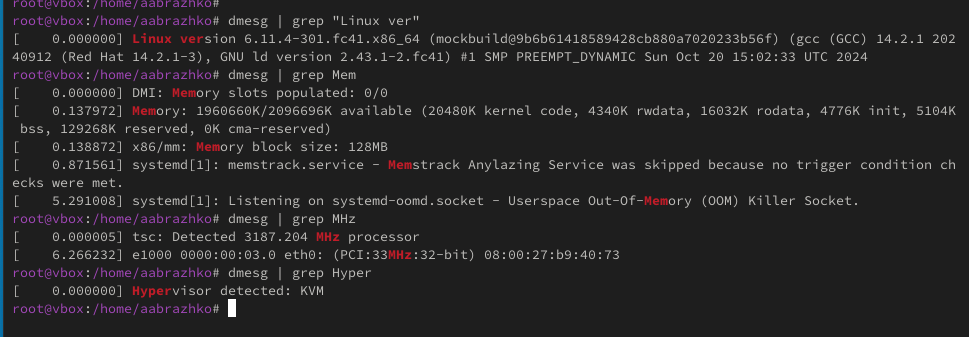 root@vbox:/home/aabrazhko#
root@vbox:/home/aabrazhko# dmesg | grep "Linux ver"
[    0.000000] Linux version 6.11.4-301.fc41.x86_64 (mockbuild@9b6b61418589428cb880a7020233b56f) (gcc (GCC) 14.2.1 202
40912 (Red Hat 14.2.1-3), GNU ld version 2.43.1-2.fc41) #1 SMP PREEMPT_DYNAMIC Sun Oct 20 15:02:33 UTC 2024
root@vbox:/home/aabrazhko# dmesg | grep Mem
[    0.000000] DMI: Memory slots populated: 0/0
[    0.137972] Memory: 1960660K/2096696K available (20480K kernel code, 4340K rwdata, 16032K rodata, 4776K init, 5104K
 bss, 129268K reserved, 0K cma-reserved)
[    0.138872] x86/mm: Memory block size: 128MB
[    0.871561] systemd[1]: memstrack.service - Memstrack Anylazing Service was skipped because no trigger condition ch
ecks were met.
[    5.291008] systemd[1]: Listening on systemd-oomd.socket - Userspace Out-Of-Memory (OOM) Killer Socket.
root@vbox:/home/aabrazhko# dmesg | grep MHz
[    0.000005] tsc: Detected 3187.204 MHz processor
[    6.266232] e1000 0000:00:03.0 eth0: (PCI:33MHz:32-bit) 08:00:27:b9:40:73
root@vbox:/home/aabrazhko# dmesg | grep Hyper
[    0.000000] Hypervisor detected: KVM
root@vbox:/home/aabrazhko#